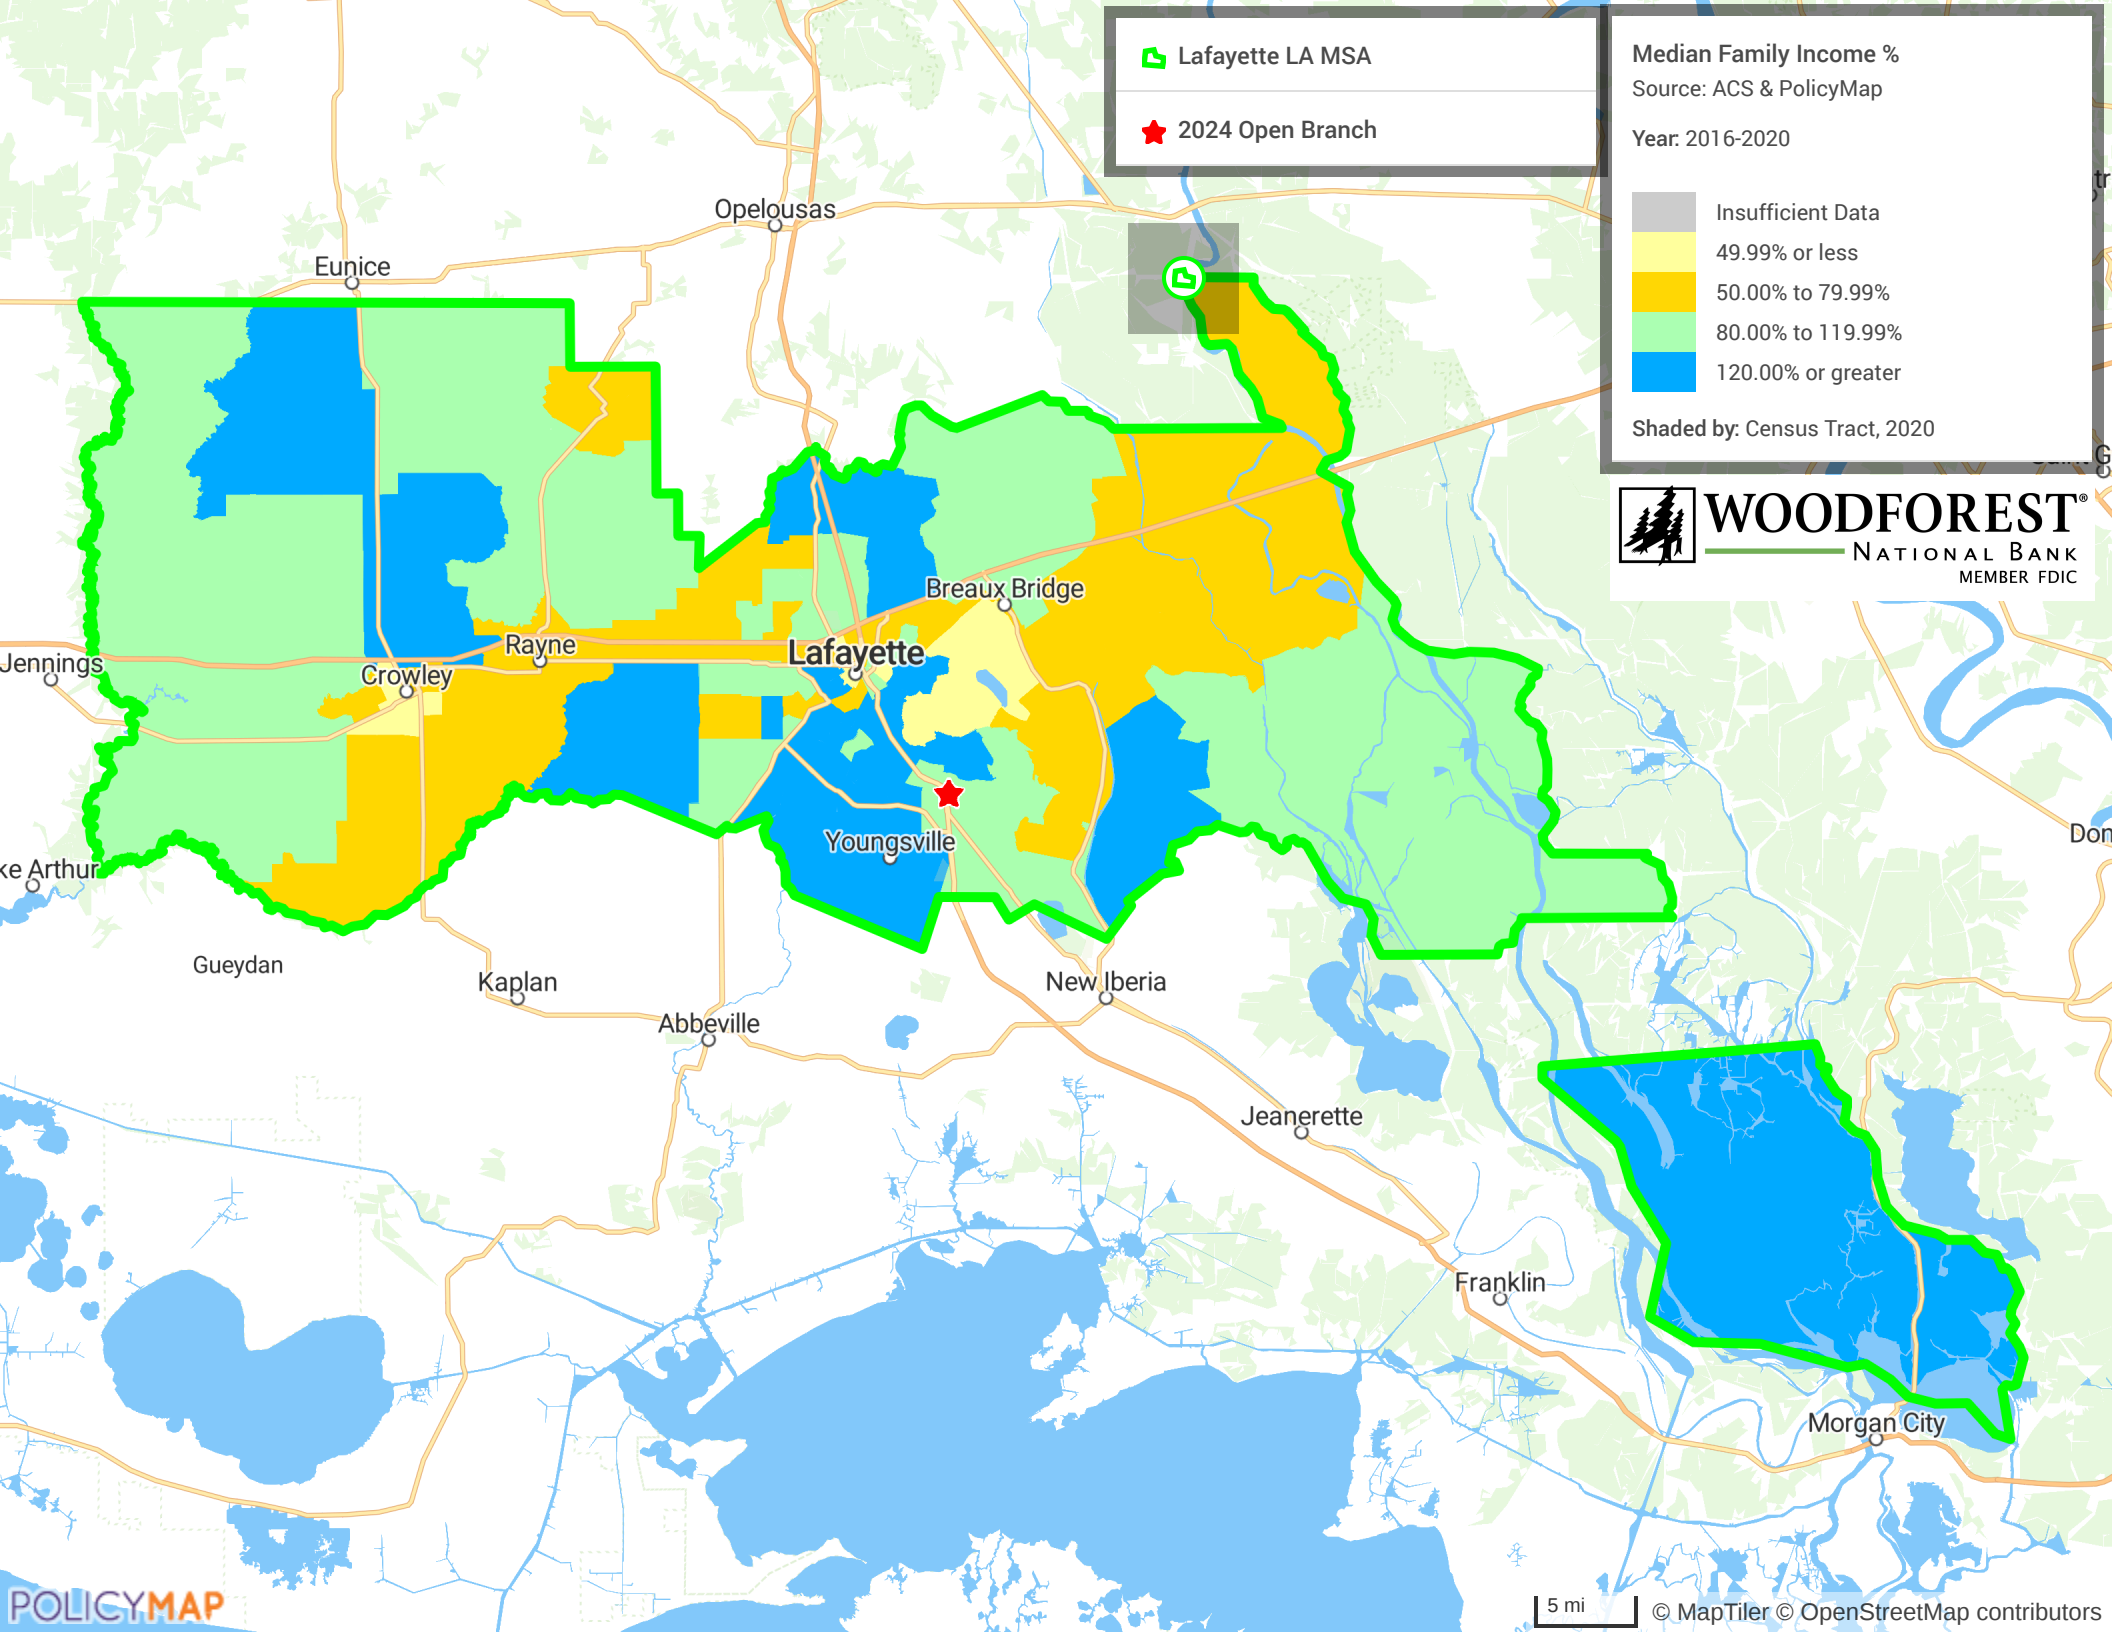 Lafayette LA MSA
2024 Open Branch
Median Family Income %
Source: ACS & PolicyMap
Year: 2016-2020
Insufficient Data
49.99% or less
50.00% to 79.99%
80.00% to 119.99%
120.00% or greater
Shaded by: Census Tract, 2020
WOODFOREST®
NATIONAL BANK
MEMBER FDIC
Opelousas
Eunice
Breaux Bridge
Rayne
Lafayette
Jennings
Crowley
Youngsville
ke Arthur
Don
Gueydan
Kaplan
New Iberia
Abbeville
Jeanerette
Franklin
Morgan City
POLICYMAP
5 mi
© MapTiler © OpenStreetMap contributors